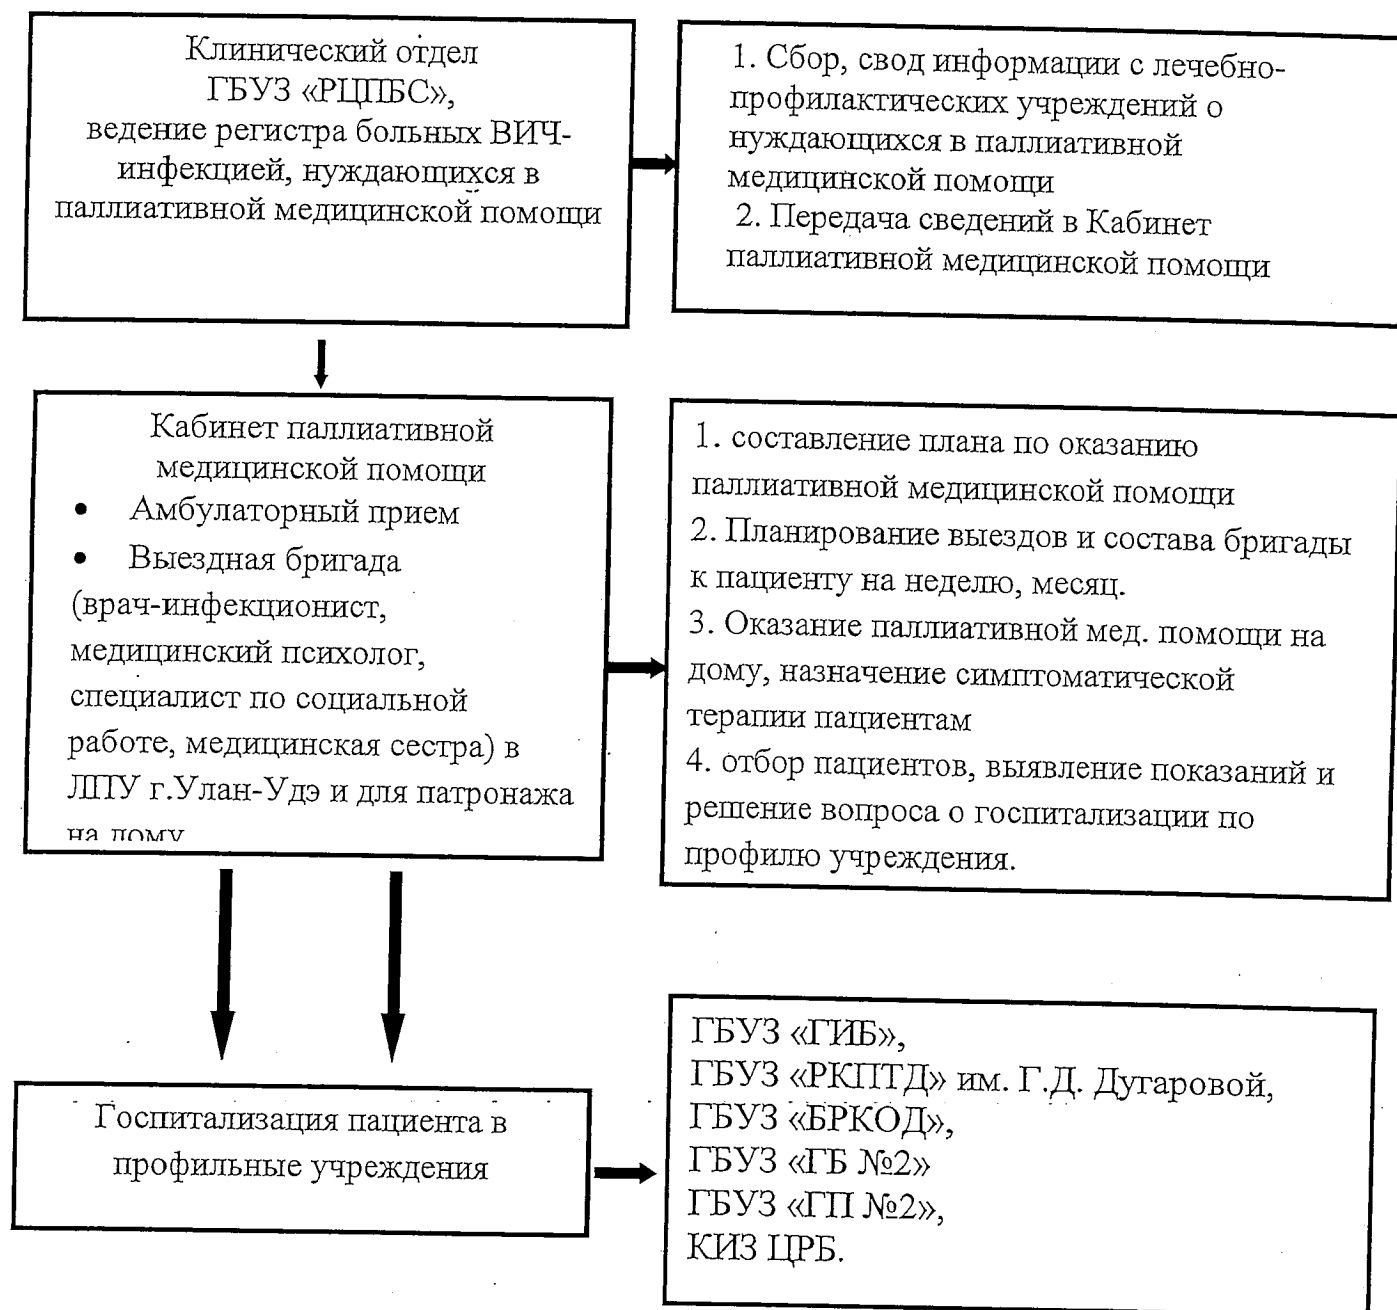 Клинический отдел
ГБУЗ «РЦПБС»,
ведение регистра больных ВИЧ-
инфекцией, нуждающихся в
паллиативной медицинской помощи
1. Сбор, свод информации с лечебно-
профилактических учреждений о
нуждающихся в паллиативной
медицинской помощи
2. Передача сведений в Кабинет
паллиативной медицинской помощи
Кабинет паллиативной
медицинской помощи
• Амбулаторный прием
• Выездная бригада
(врач-инфекционист,
медицинский психолог,
специалист по социальной
работе, медицинская сестра) в
ЛПУ г.Улан-Удэ и для патронажа
на дому
1. составление плана по оказанию
паллиативной медицинской помощи
2. Планирование выездов и состава бригады
к пациенту на неделю, месяц.
3. Оказание паллиативной мед. помощи на
дому, назначение симптоматической
терапии пациентам
4. отбор пациентов, выявление показаний и
решение вопроса о госпитализации по
профилю учреждения.
Госпитализация пациента в
профильные учреждения
ГБУЗ «ГИБ»,
ГБУЗ «РКПТД» им. Г.Д. Дугаровой,
ГБУЗ «БРКОД»,
ГБУЗ «ГБ №2»
ГБУЗ «ГП №2»,
КИЗ ЦРБ.